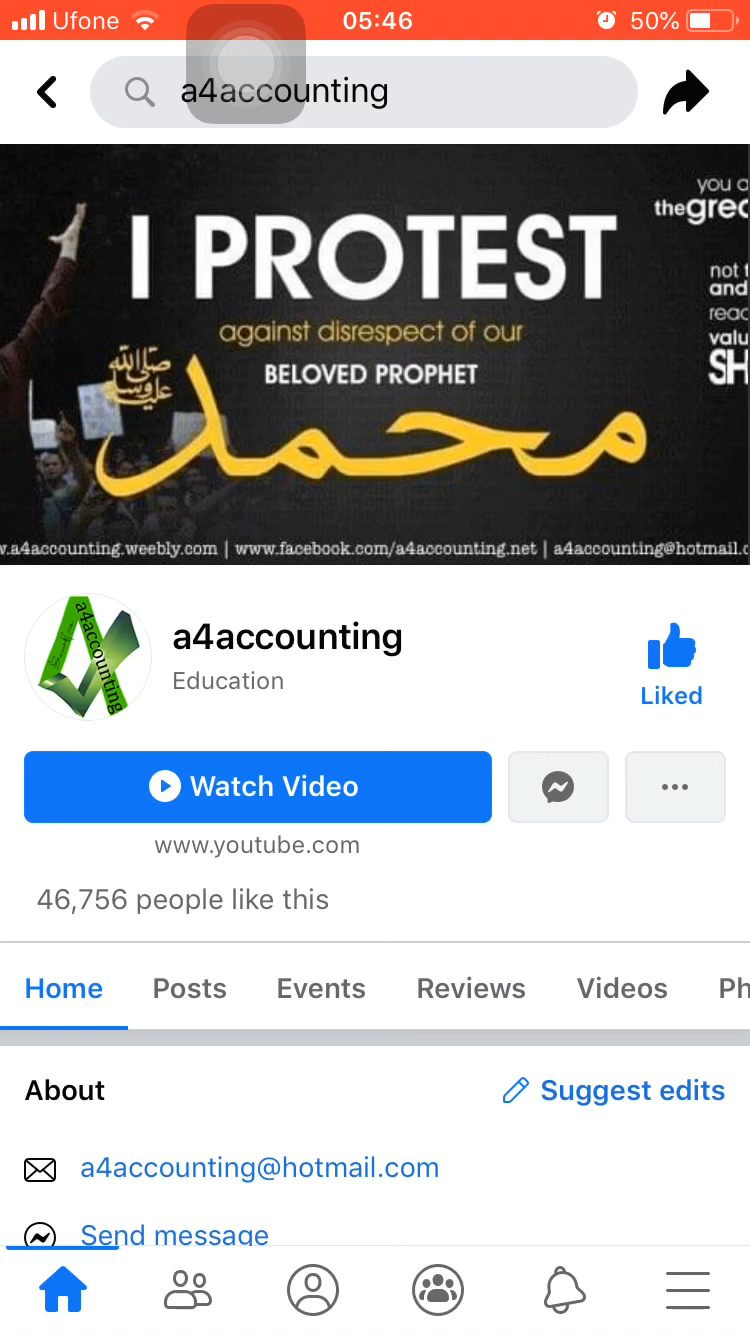 Ufone 05:46 50%
a4accounting
you
the
I PROTEST
against disrespect of our
BELOVED PROPHET
صلى الله
عليه وسلم
محمد
not
and
SH
.a4accounting.weebly.com | www.facebook.com/a4accounting.net | a4accounting@hotmail.
a4accounting
a4accounting
Education
Liked
Watch Video
www.youtube.com
46,756 people like this
Home Posts Events Reviews Videos Ph
About Suggest edits
a4accounting@hotmail.com
Send message